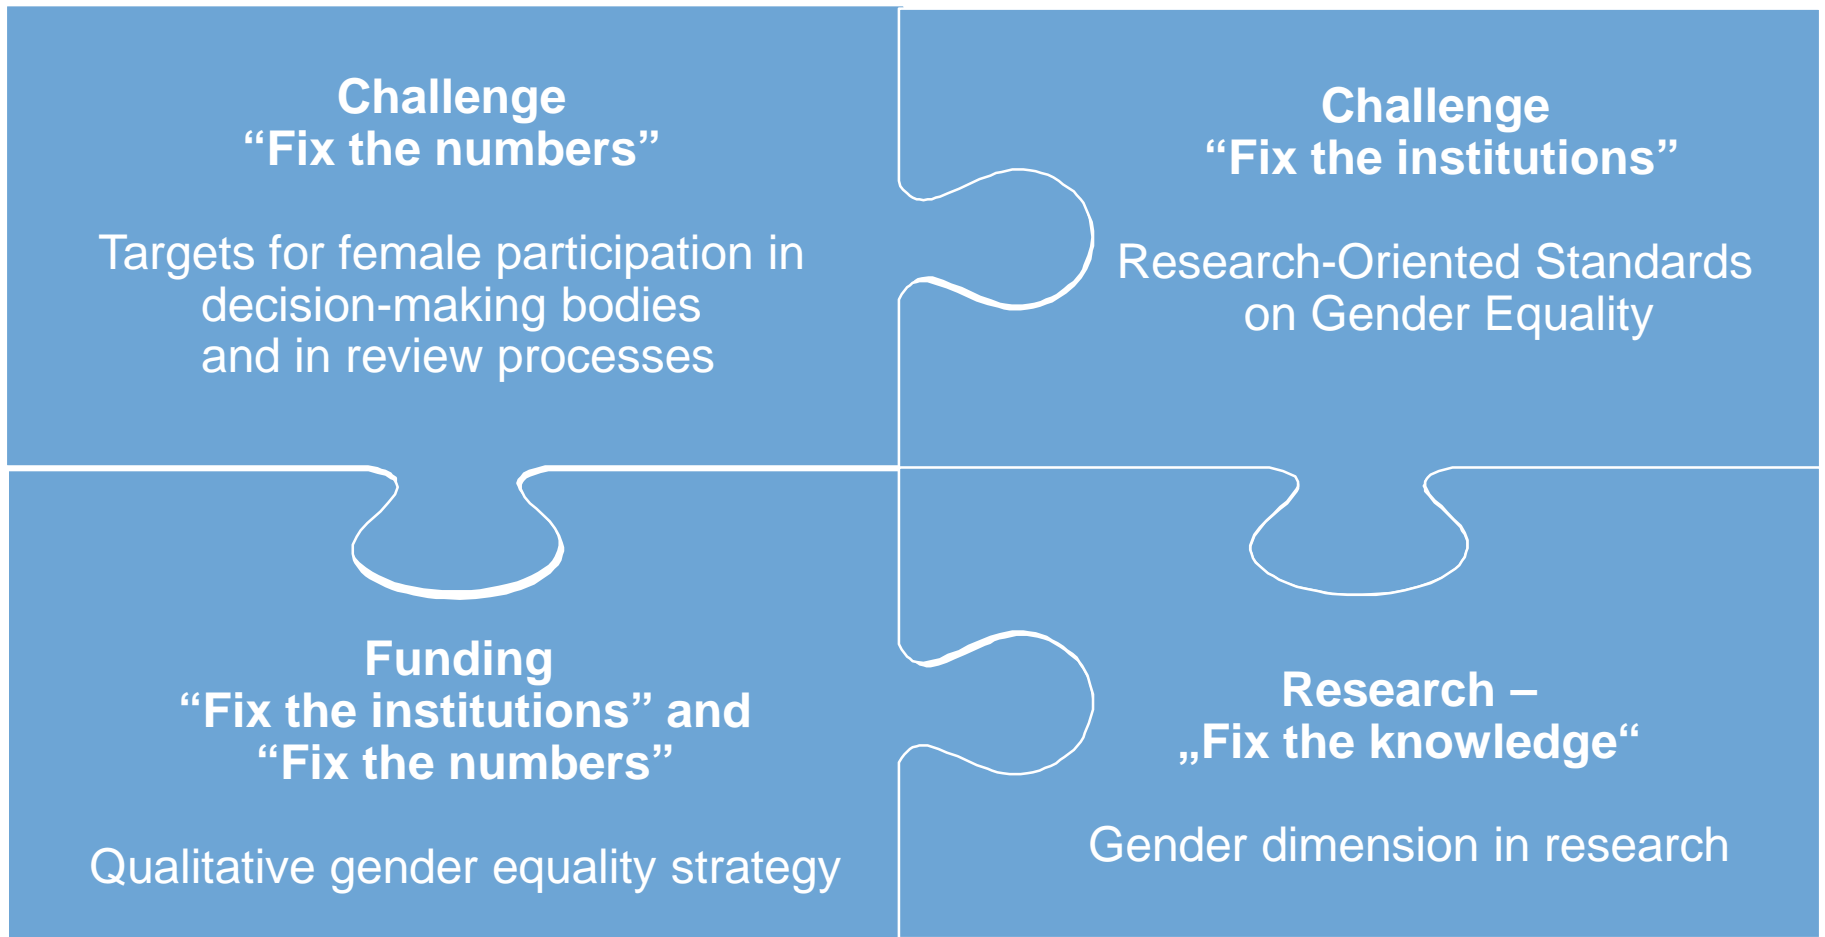 Challenge
“Fix the numbers”
Targets for female participation in
decision-making bodies
and in review processes
Challenge
“Fix the institutions”
Research-Oriented Standards
on Gender Equality
Funding
“Fix the institutions” and
“Fix the numbers”
Qualitative gender equality strategy
Research –
„Fix the knowledge“
Gender dimension in research